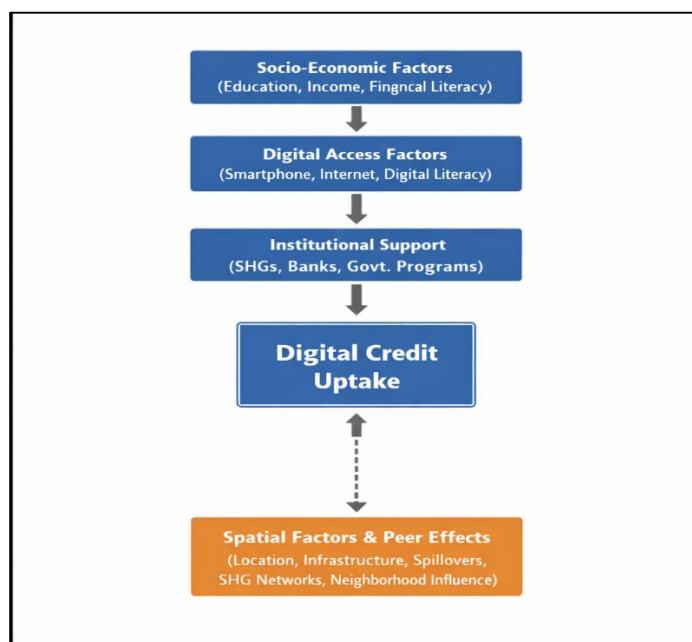 Socio-Economic Factors
(Education, Income, Fingncal Literacy)
Digital Access Factors
(Smartphone, Internet, Digital Literacy)
Institutional Support
(SHGs, Banks, Govt. Programs)
Digital Credit
Uptake
Spatial Factors & Peer Effects
(Location, Infrastructure, Spillovers,
SHG Networks, Neighborhood Influence)